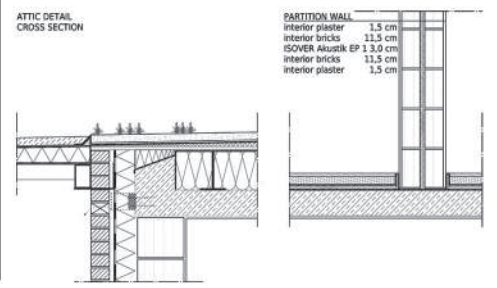 ATTIC DETAIL
CROSS SECTION
PARTITION WALL
interior plaster 1,5 cm
interior bricks 11,5 cm
ISOVER Akustik EP 1 3,0 cm
interior bricks 11,5 cm
interior plaster 1,5 cm